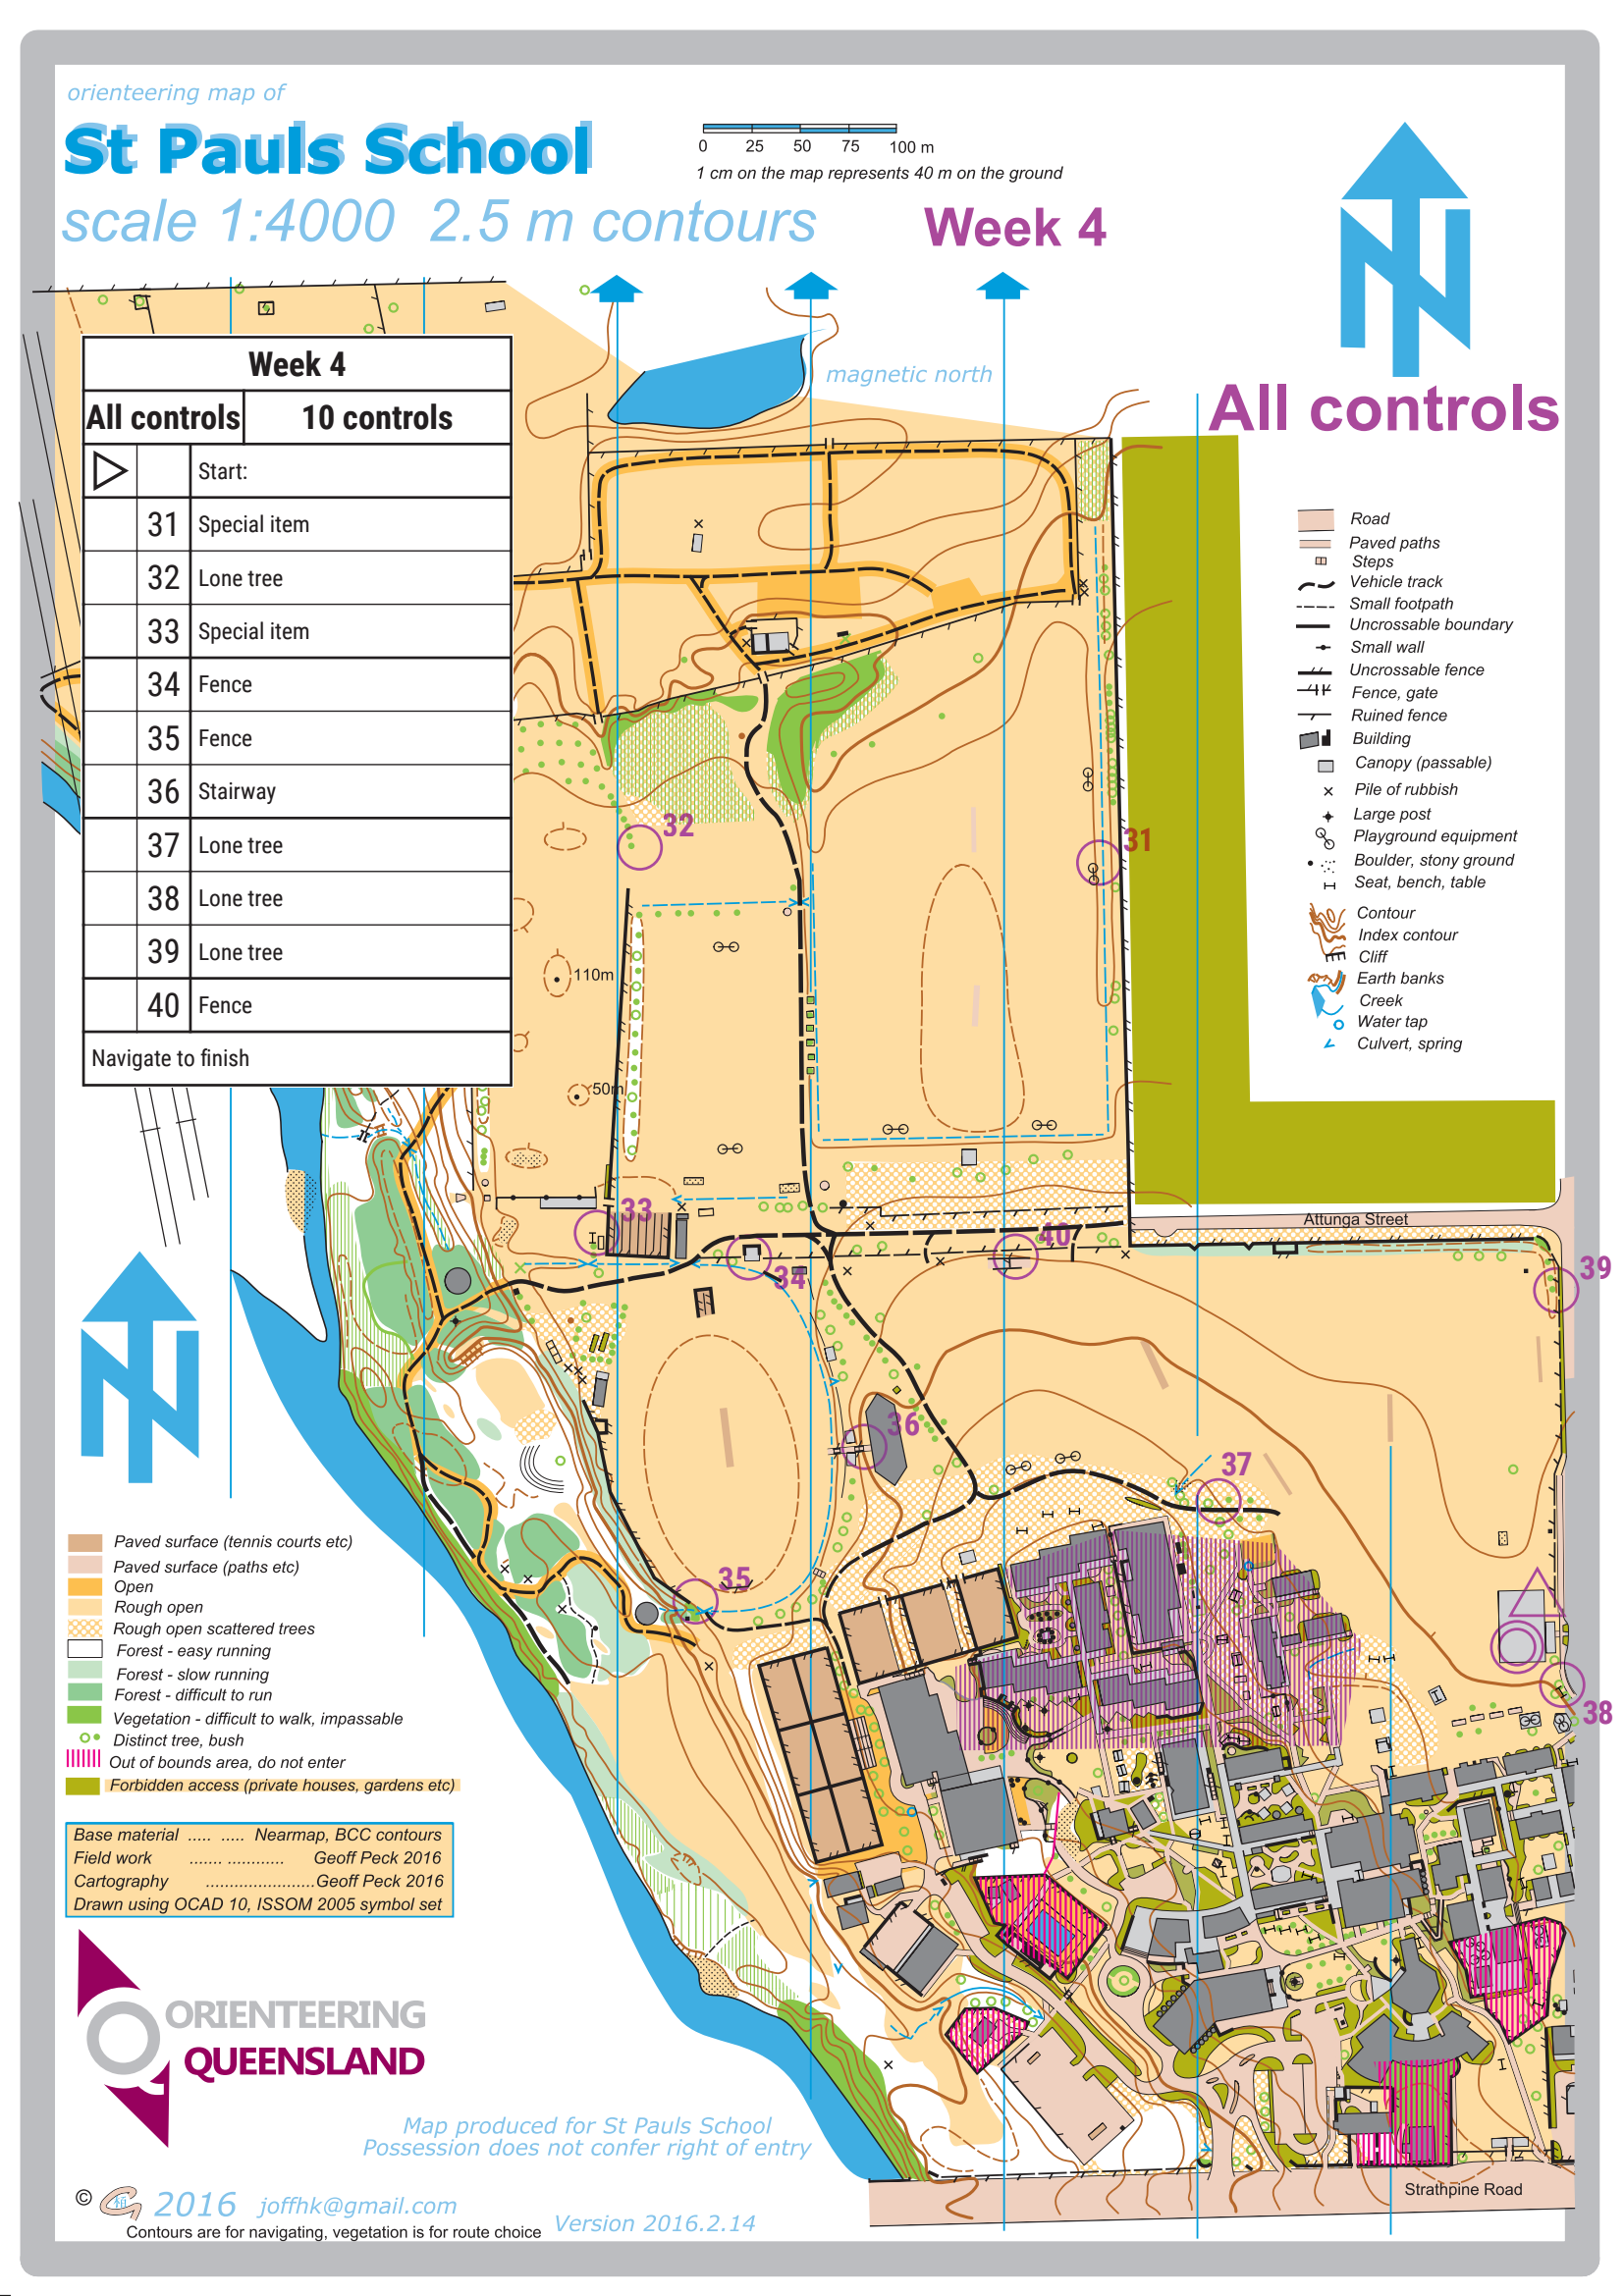 orienteering map of
St Pauls School
scale 1:4000 2.5 m contours
0 25 50 75 100 m
1 cm on the map represents 40 m on the ground
Week 4
N
All controls
magnetic north
Week 4
All controls 10 controls
Start:
31 Special item
32 Lone tree
33 Special item
34 Fence
35 Fence
36 Stairway
37 Lone tree
38 Lone tree
39 Lone tree
40 Fence
Navigate to finish
Road
Paved paths
Steps
Vehicle track
Small footpath
Uncrossable boundary
Small wall
Uncrossable fence
Fence, gate
Ruined fence
Building
Canopy (passable)
Pile of rubbish
Large post
Playground equipment
Boulder, stony ground
Seat, bench, table
Contour
Index contour
Cliff
Earth banks
Creek
Water tap
Culvert, spring
32
31
110m
50m
33
34
40
Attunga Street
39
36
37
35
38
N
Paved surface (tennis courts etc)
Paved surface (paths etc)
Open
Rough open
Rough open scattered trees
Forest - easy running
Forest - slow running
Forest - difficult to run
Vegetation - difficult to walk, impassable
Distinct tree, bush
Out of bounds area, do not enter
Forbidden access (private houses, gardens etc)
Base material ..... ..... Nearmap, BCC contours
Field work ....... ............ Geoff Peck 2016
Cartography ......................Geoff Peck 2016
Drawn using OCAD 10, ISSOM 2005 symbol set
ORIENTEERING
QUEENSLAND
Map produced for St Pauls School
Possession does not confer right of entry
© 2016 joffhk@gmail.com
Version 2016.2.14
Contours are for navigating, vegetation is for route choice
Strathpine Road